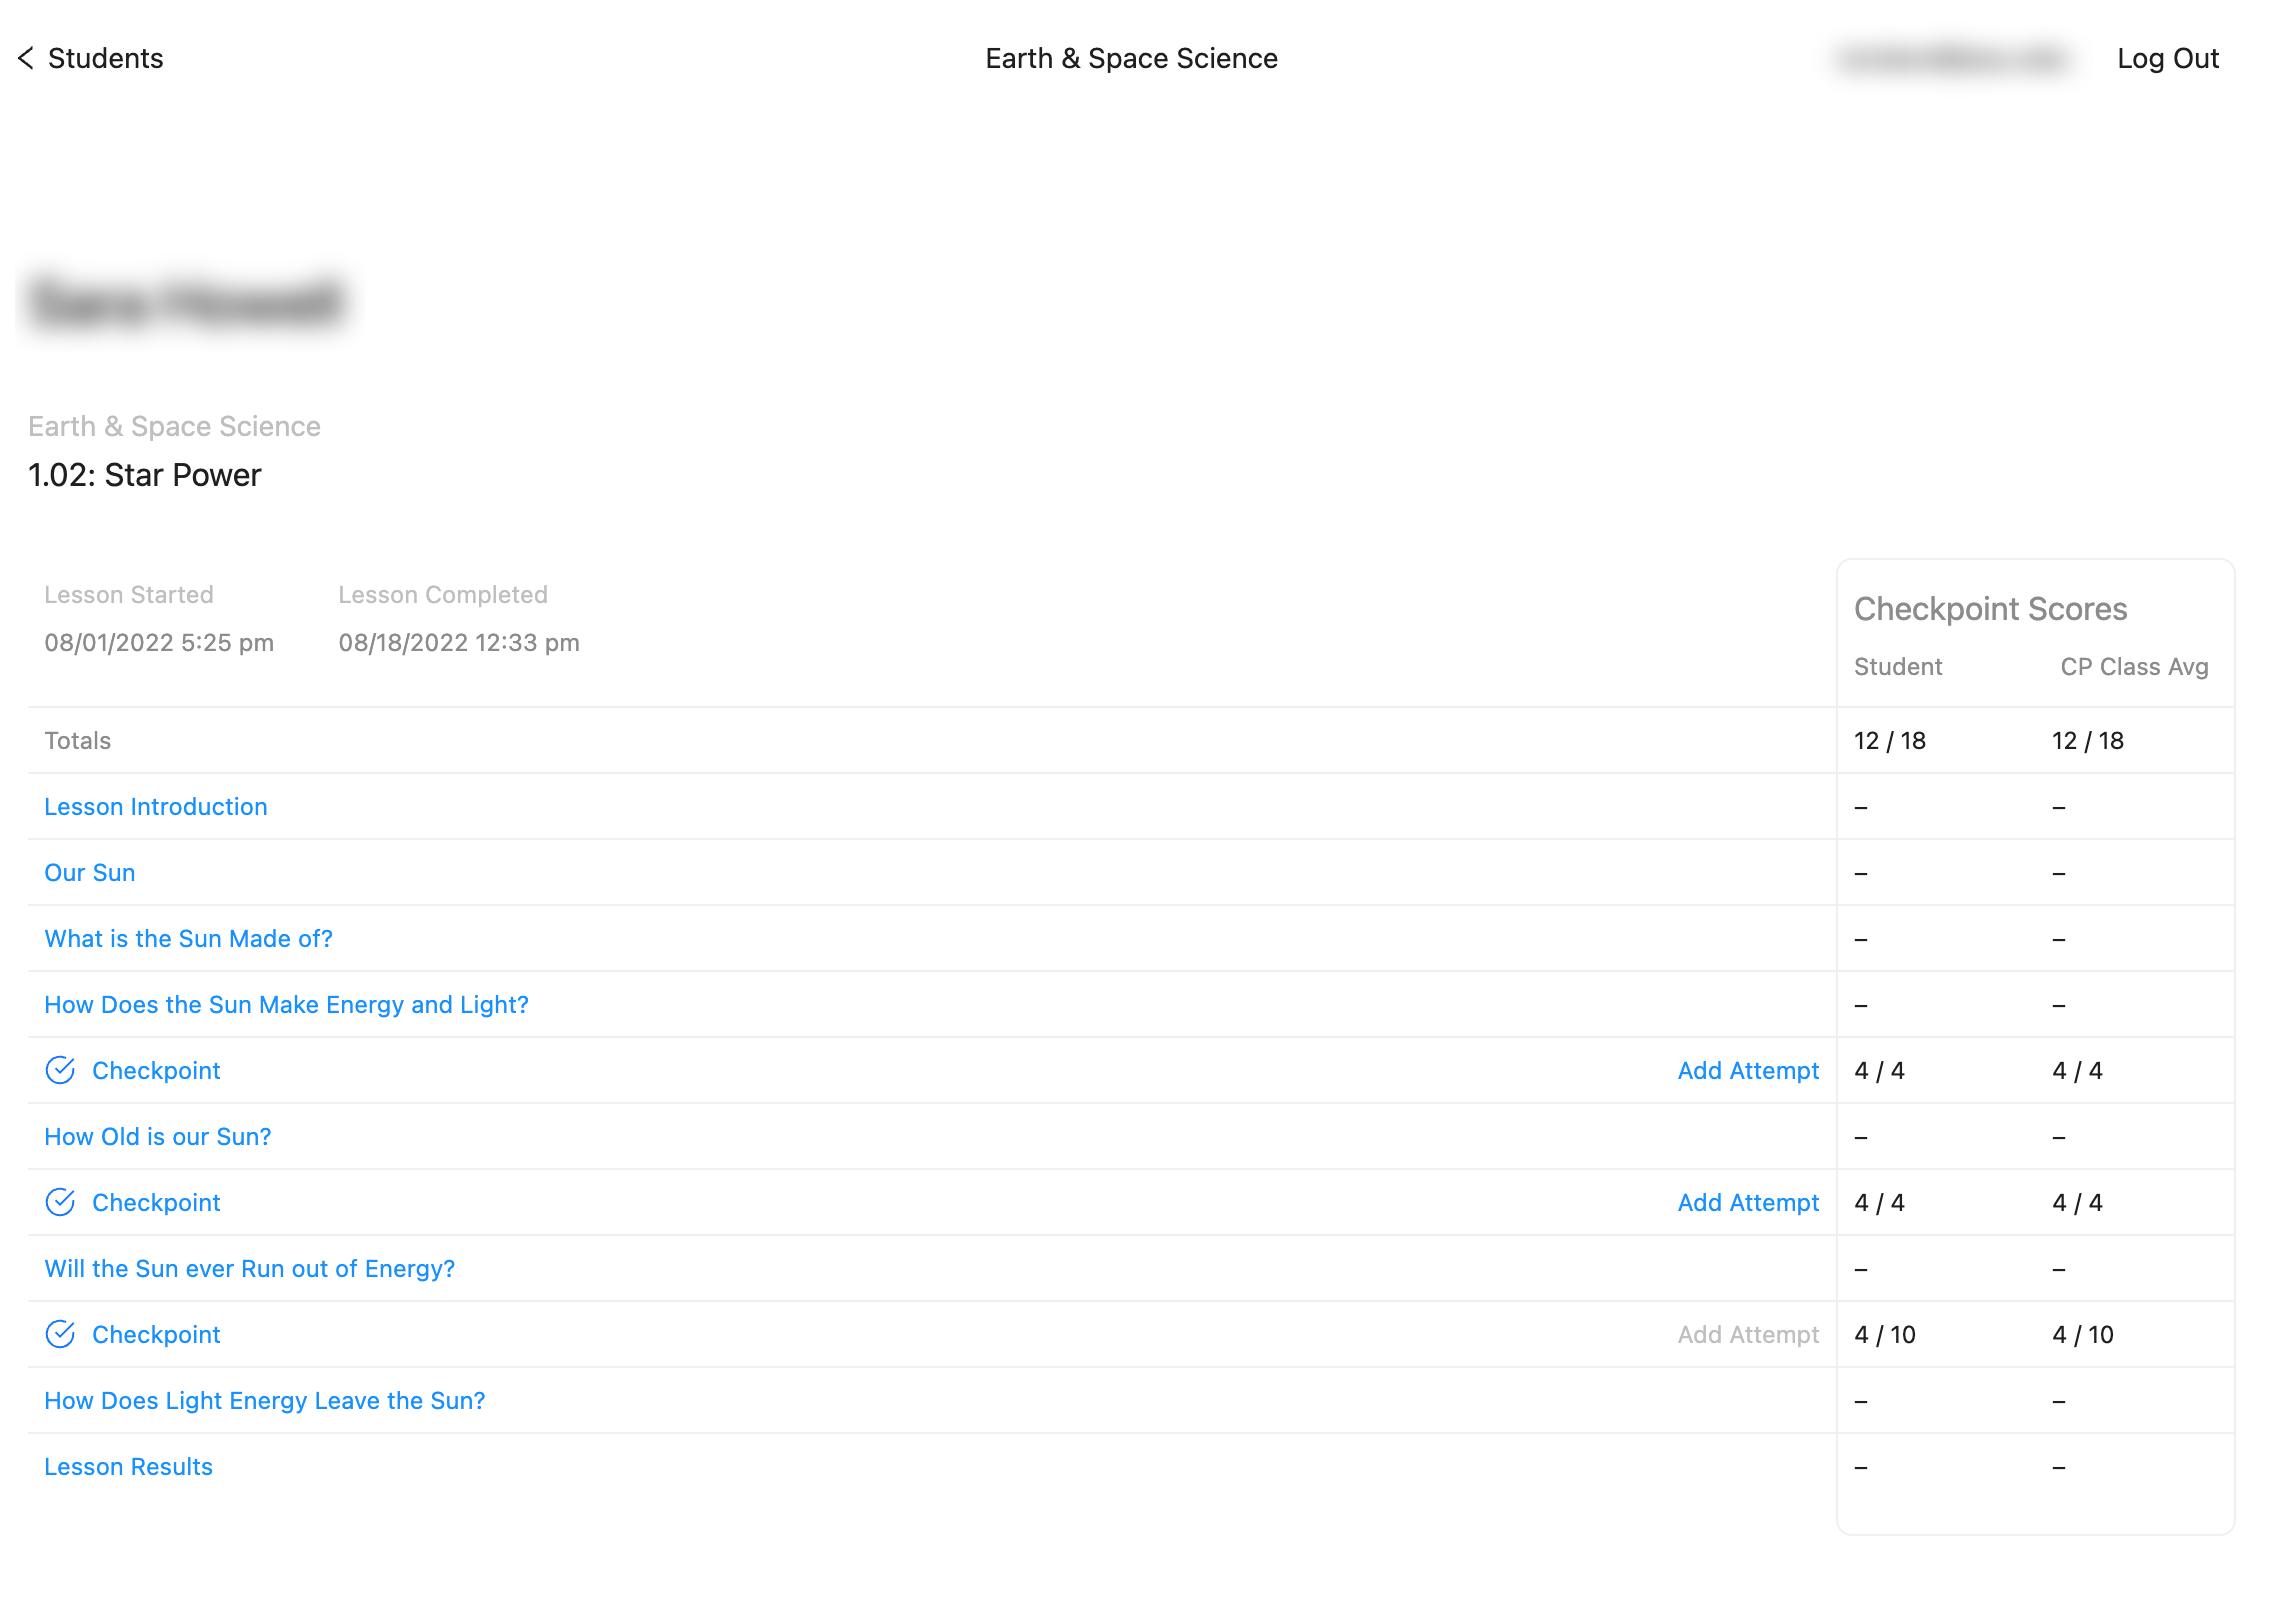 Students
Earth & Space Science
Log Out
Earth & Space Science
1.02: Star Power
Lesson Started Lesson Completed
08/01/2022 5:25 pm 08/18/2022 12:33 pm
Checkpoint Scores
Student CP Class Avg
Totals 12 / 18 12 / 18
Lesson Introduction – –
Our Sun – –
What is the Sun Made of? – –
How Does the Sun Make Energy and Light? – –
Checkpoint Add Attempt 4 / 4 4 / 4
How Old is our Sun? – –
Checkpoint Add Attempt 4 / 4 4 / 4
Will the Sun ever Run out of Energy? – –
Checkpoint Add Attempt 4 / 10 4 / 10
How Does Light Energy Leave the Sun? – –
Lesson Results – –